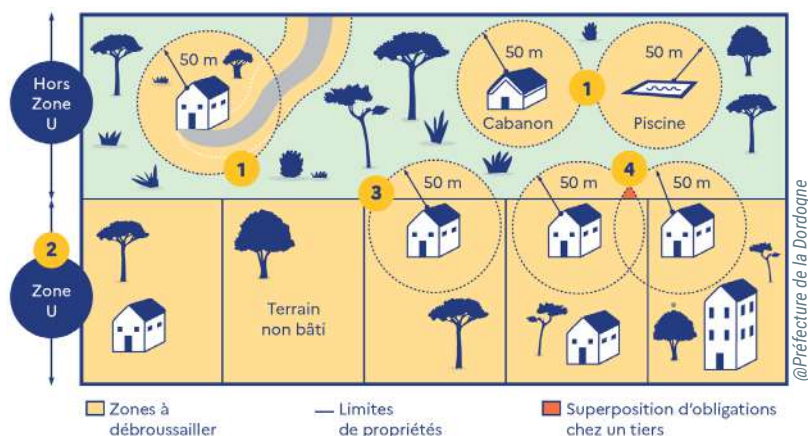 Hors
Zone
U
50 m
1
50 m
Cabanon
1
50 m
Piscine
2
Zone
U
Terrain
non bâti
3
50 m
50 m
4
50 m
@Préfecture de la Dordogne
Zones à
débroussailler
Limites
de propriétés
Superposition d'obligations
chez un tiers